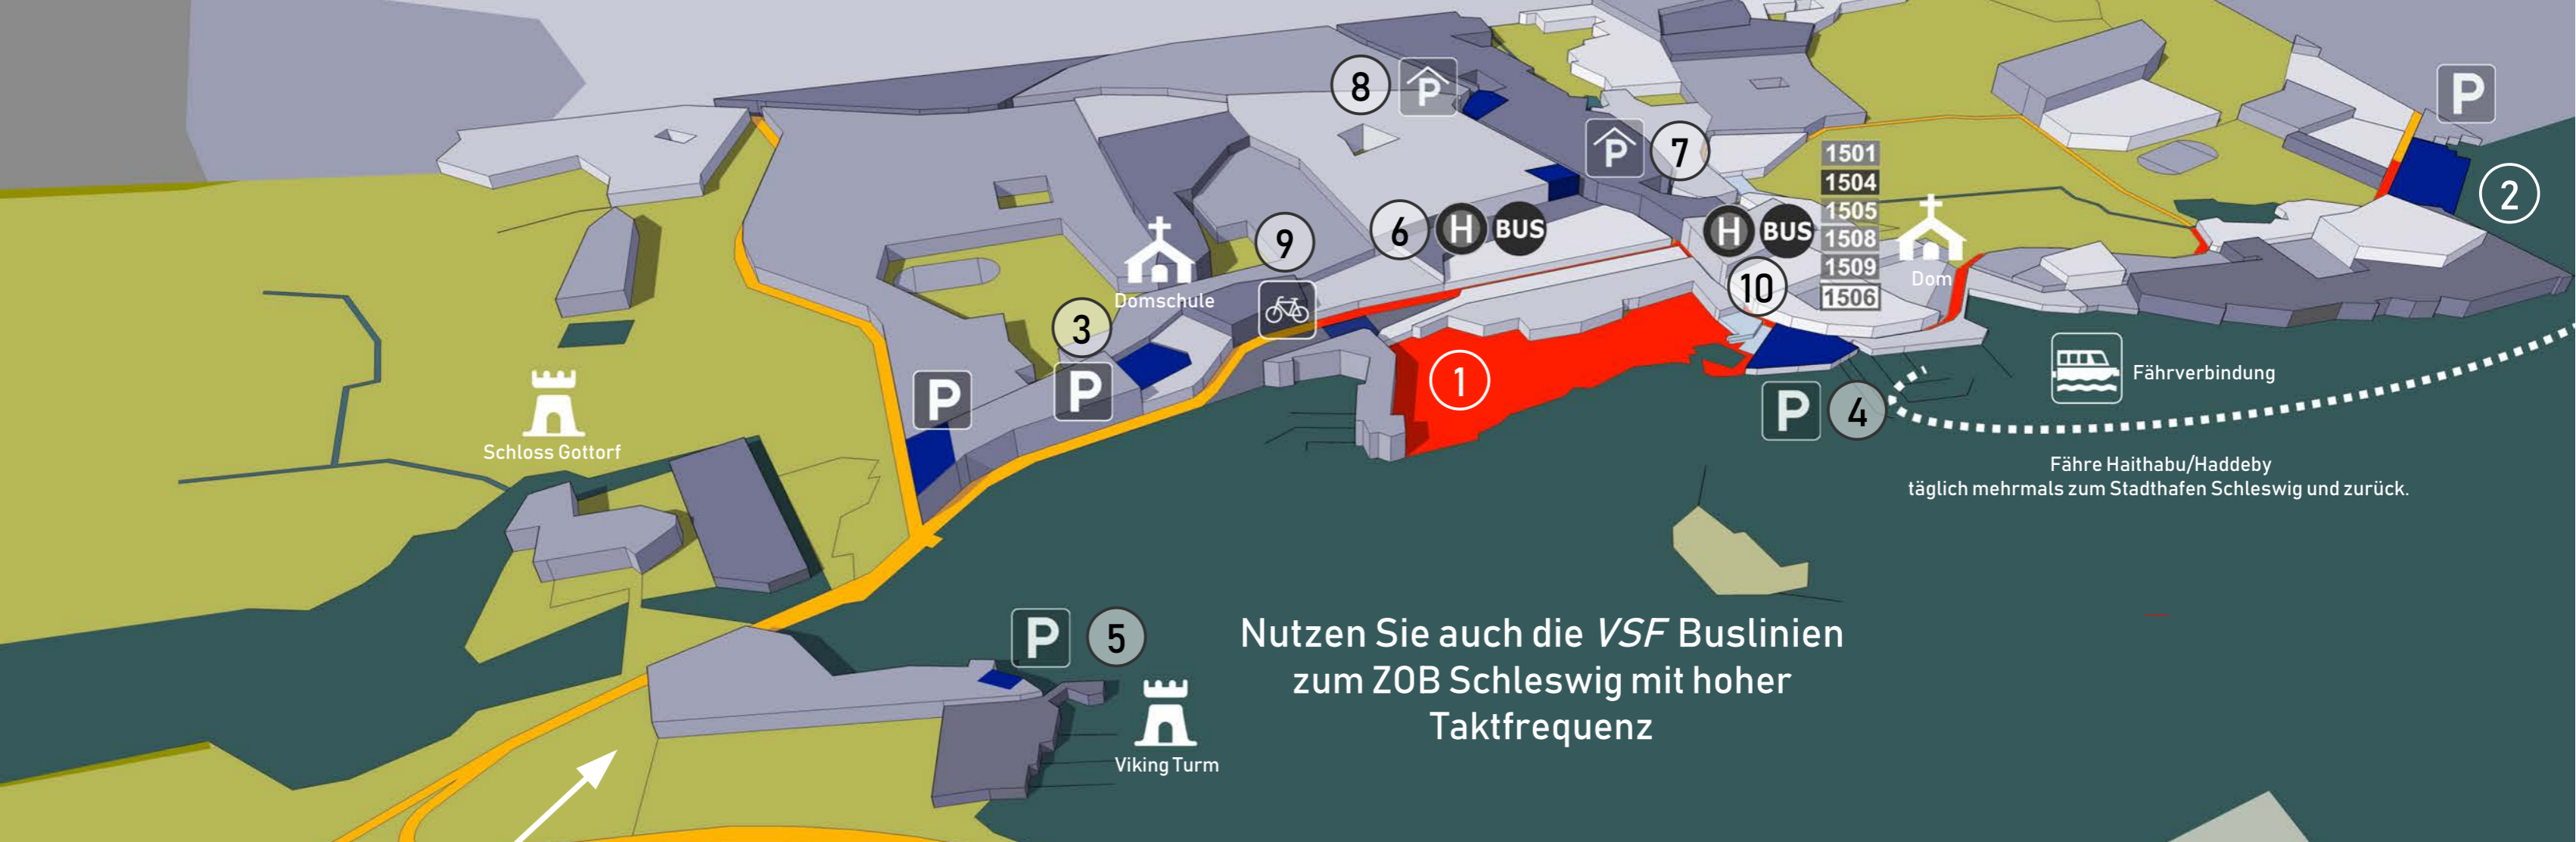 8
P
P
7
P
2
1501
1504
1505
1508
1509
1506
6
H
BUS
H
BUS
9
10
Dom
Domschule
3
P
P
1
P
4
Fährverbindung
Schloss Gottorf
Fähre Haithabu/Haddeby
täglich mehrmals zum Stadthafen Schleswig und zurück.
P
5
Nutzen Sie auch die VSF Buslinien
zum ZOB Schleswig mit hoher
Taktfrequenz
Viking Turm